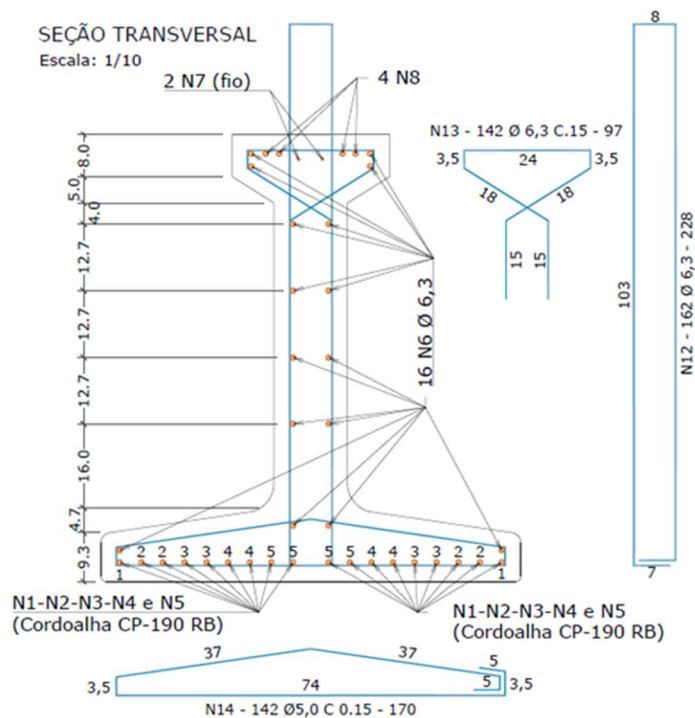 SEÇÃO TRANSVERSAL
Escala: 1/10
2 N7 (fio)
4 N8
8.0
5.0
4.0
12.7
12.7
12.7
16.0
4.7
9.3
16 N6 Ø 6,3
N13 - 142 Ø 6,3 C.15 - 97
3,5
24
3,5
18
18
15
15
8
103
N12 - 162 Ø 6,3 - 228
7
2 2 3 3 4 4 5 5 5 5 4 4 3 3 2 2
1
1
N1-N2-N3-N4 e N5
(Cordoalha CP-190 RB)
N1-N2-N3-N4 e N5
(Cordoalha CP-190 RB)
37
37
5
3,5
74
5
3,5
N14 - 142 Ø5,0 C 0.15 - 170